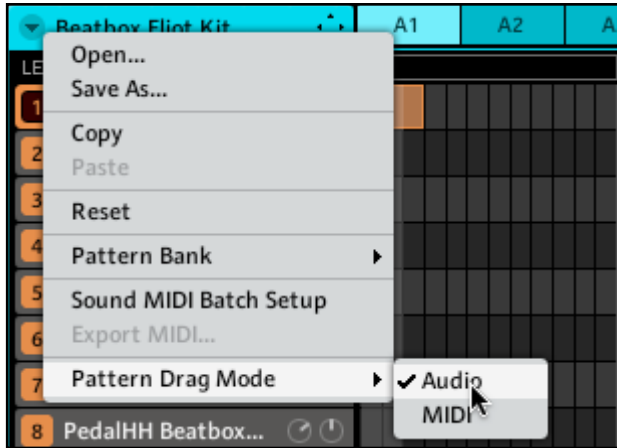 Beatbox Eliot Kit
A1
A2
A
LE
Open...
Save As...
1
Copy
2
Paste
3
Reset
4
Pattern Bank
5
Sound MIDI Batch Setup
6
Export MIDI...
7
Pattern Drag Mode
Audio
MIDI
8 PedalHH Beatbox...